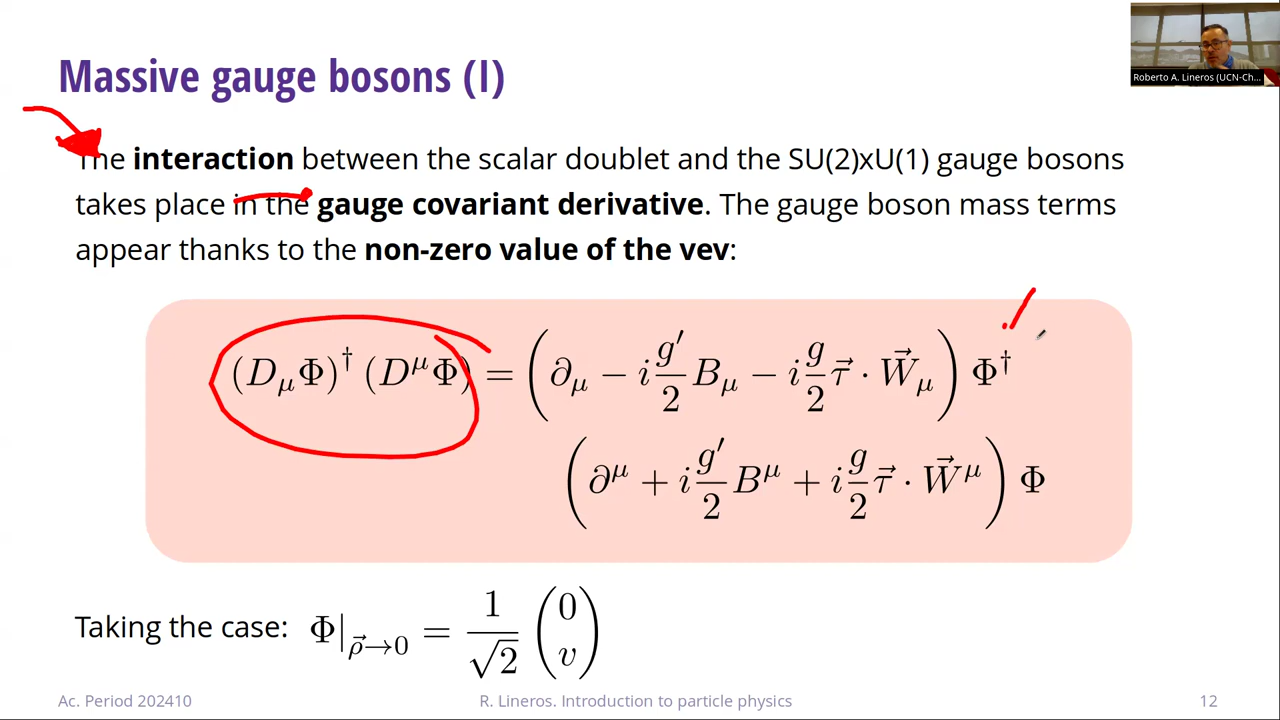 Massive gauge bosons (I)
Roberto A. Lineros (UCN-Ch...
The interaction between the scalar doublet and the SU(2)xU(1) gauge bosons
takes place in the gauge covariant derivative. The gauge boson mass terms
appear thanks to the non-zero value of the vev:
(D_μΦ)^† (D^μΦ) = (∂_μ − i g′/2 B_μ − i g/2 τ⃗ · W⃗_μ) Φ^†
(∂^μ + i g′/2 B^μ + i g/2 τ⃗ · W⃗^μ) Φ
Taking the case: Φ|_{ρ⃗→0} = 1/√2 (0 v)
Ac. Period 202410
R. Lineros. Introduction to particle physics
12